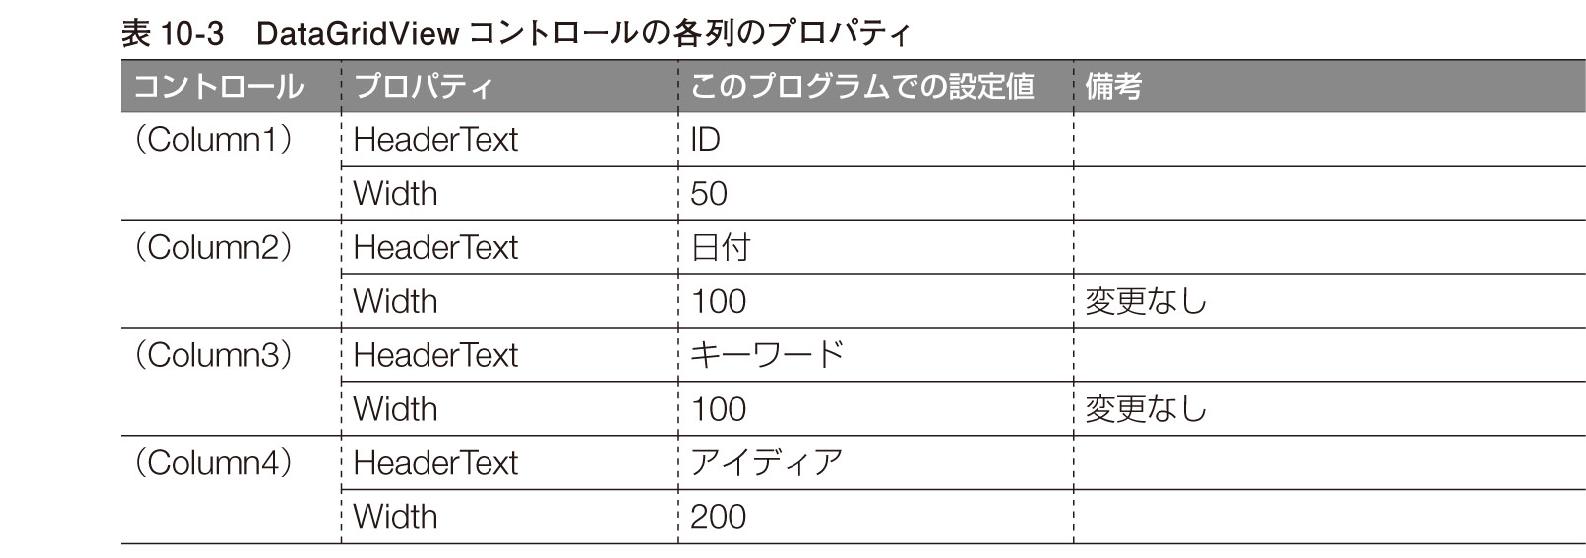 表 10-3 DataGridView コントロールの各列のプロパティ
コントロール プロパティ このプログラムでの設定値 備考
（Column1） HeaderText ID
Width 50
（Column2） HeaderText 日付
Width 100 変更なし
（Column3） HeaderText キーワード
Width 100 変更なし
（Column4） HeaderText アイディア
Width 200